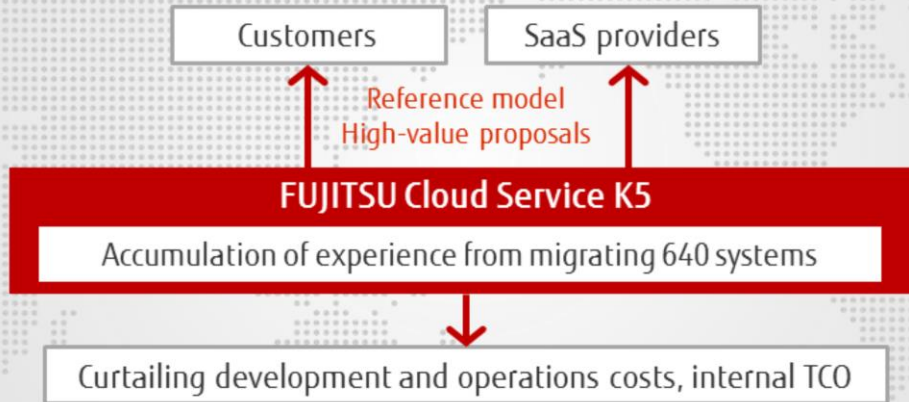 Customers
SaaS providers
Reference model
High-value proposals
FUJITSU Cloud Service K5
Accumulation of experience from migrating 640 systems
Curtailing development and operations costs, internal TCO